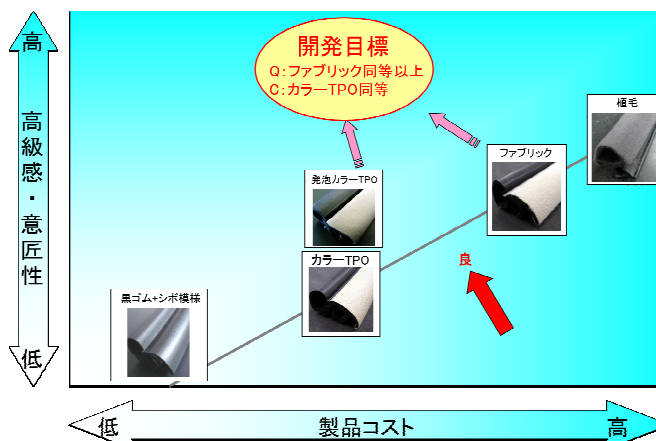 高
高級感・意匠性
低
開発目標
Q:ファブリック同等以上
C:カラーTPO同等
植毛
ファブリック
発泡カラーTPO
カラーTPO
良
黒ゴム+シボ模様
低
製品コスト
高